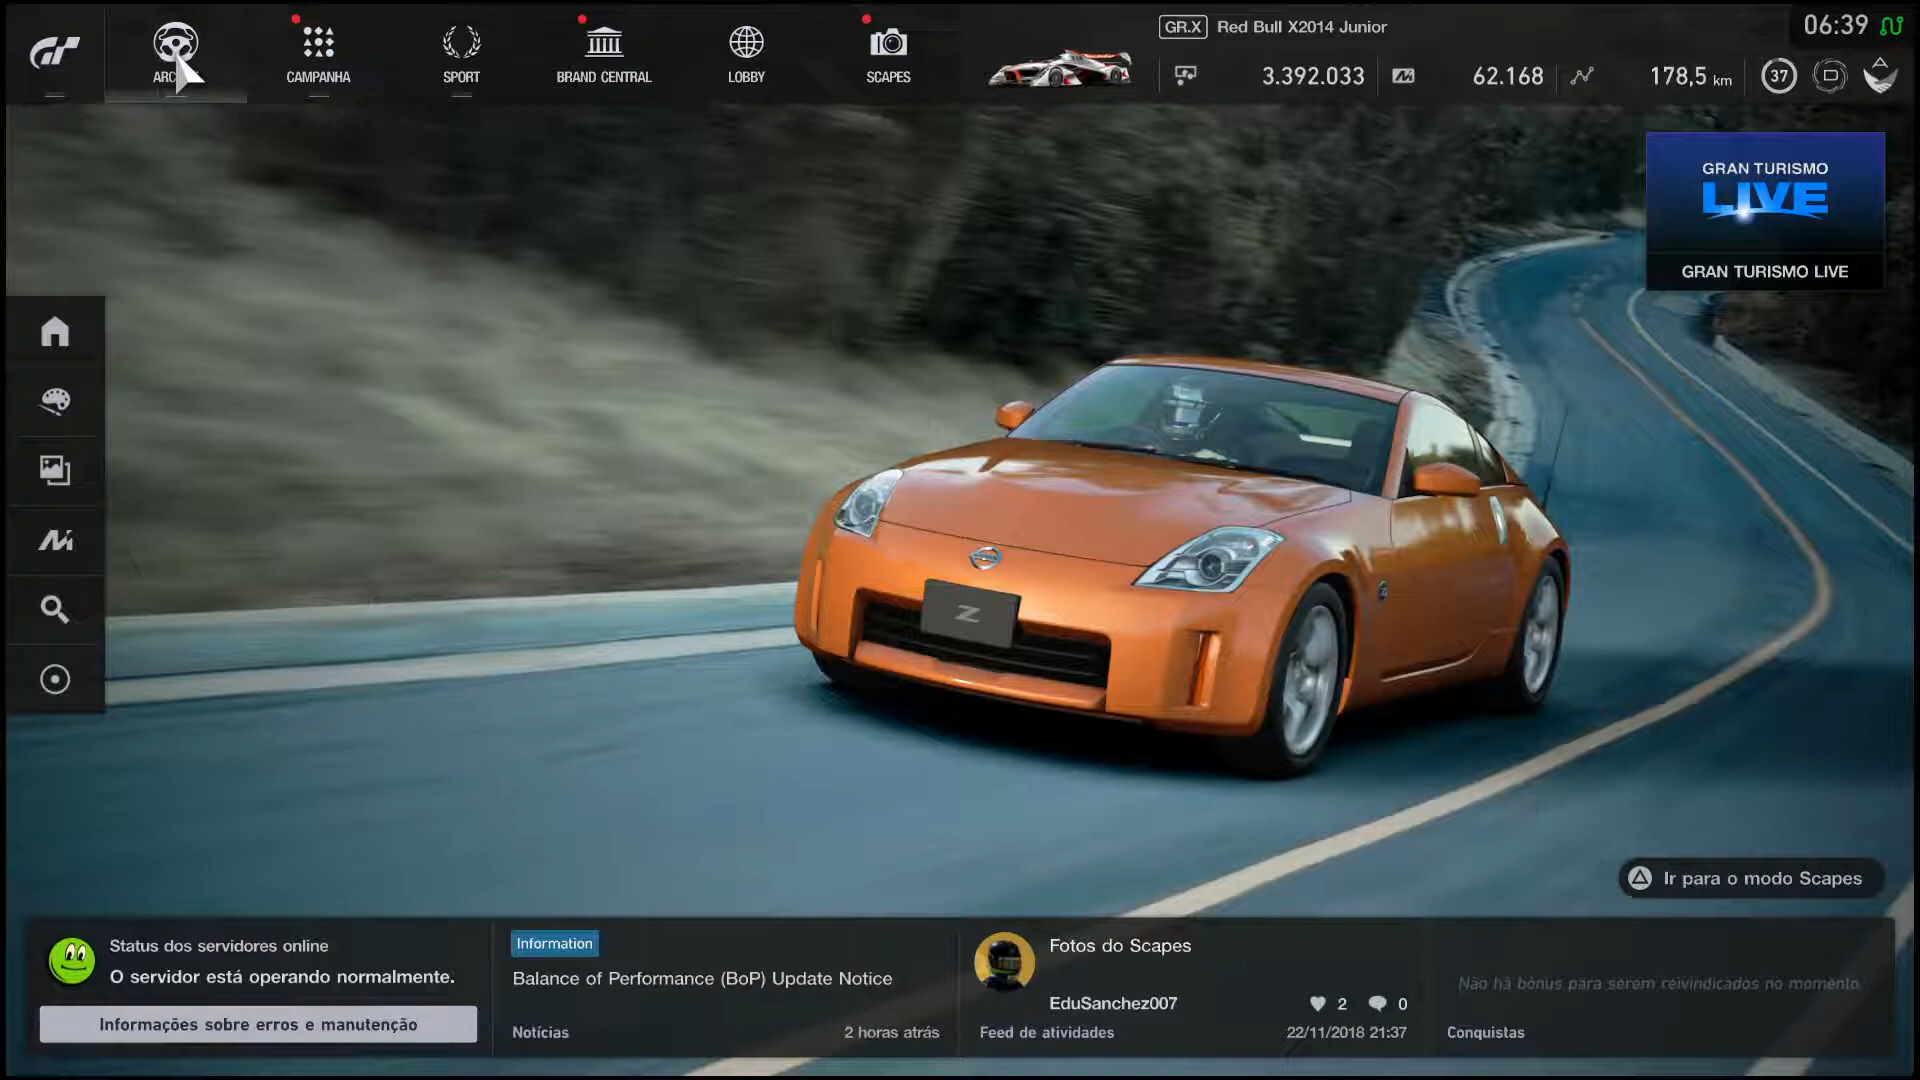 GT
ARC
CAMPANHA
SPORT
BRAND CENTRAL
LOBBY
SCAPES
GR.X Red Bull X2014 Junior
06:39
3.392.033
62.168
178,5 km
37
GRAN TURISMO
LIVE
GRAN TURISMO LIVE
Z
Ir para o modo Scapes
Status dos servidores online
O servidor está operando normalmente.
Informações sobre erros e manutenção
Information
Balance of Performance (BoP) Update Notice
Notícias
2 horas atrás
Fotos do Scapes
EduSanchez007
2
0
Feed de atividades
22/11/2018 21:37
Não há bônus para serem reivindicados no momento.
Conquistas